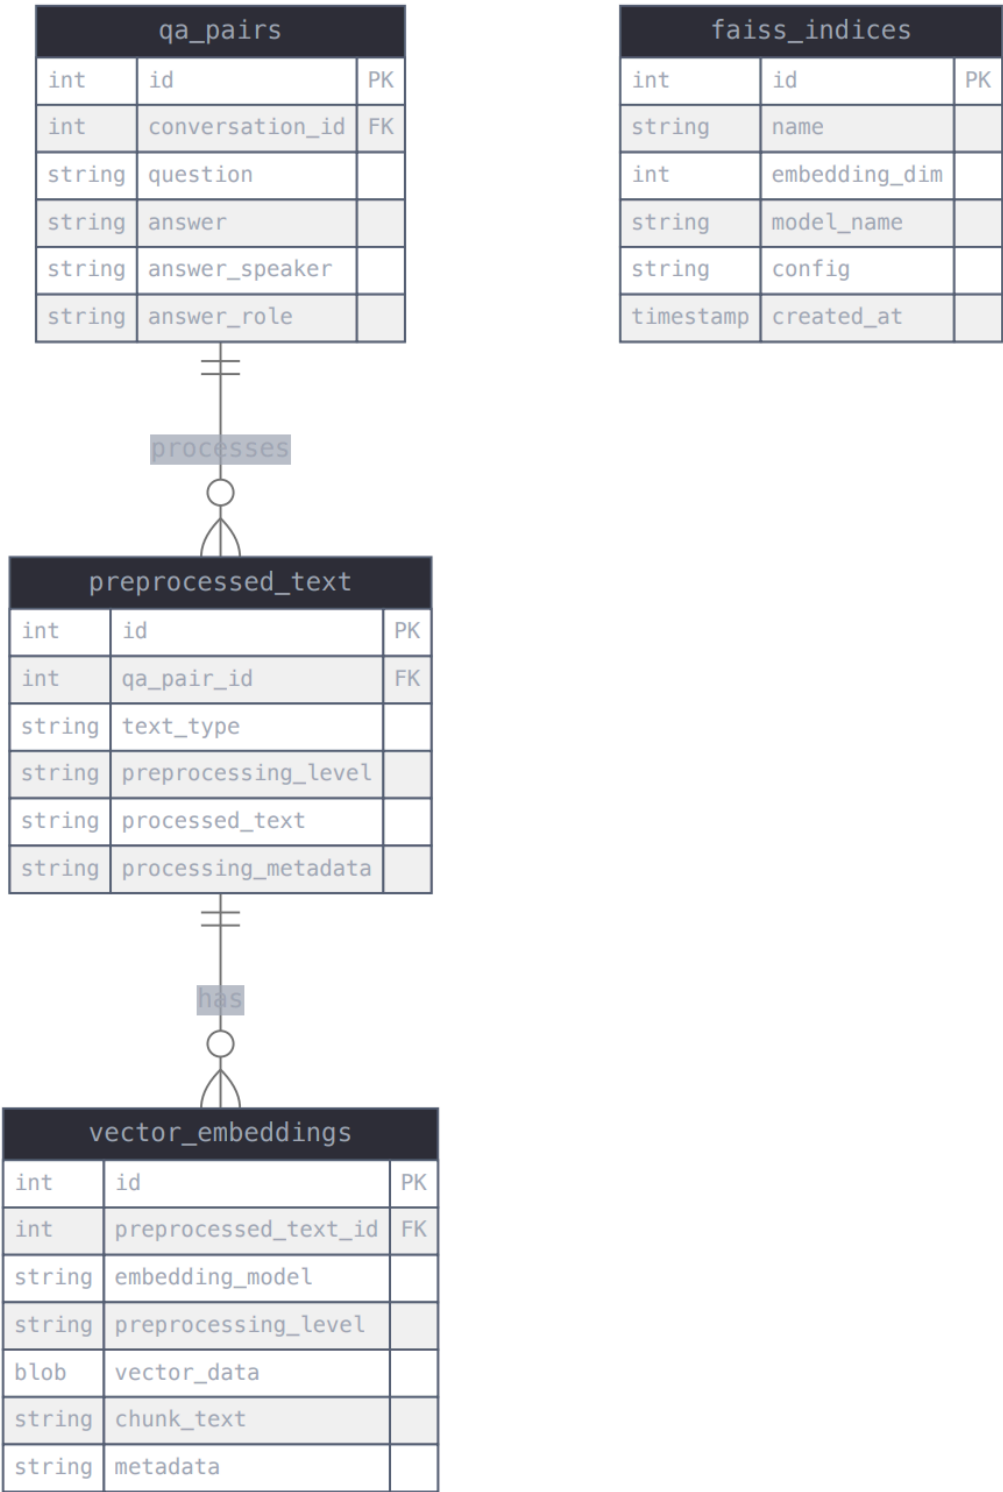 qa_pairs
int id PK
int conversation_id FK
string question
string answer
string answer_speaker
string answer_role
faiss_indices
int id PK
string name
int embedding_dim
string model_name
string config
timestamp created_at
processes
preprocessed_text
int id PK
int qa_pair_id FK
string text_type
string preprocessing_level
string processed_text
string processing_metadata
has
vector_embeddings
int id PK
int preprocessed_text_id FK
string embedding_model
string preprocessing_level
blob vector_data
string chunk_text
string metadata